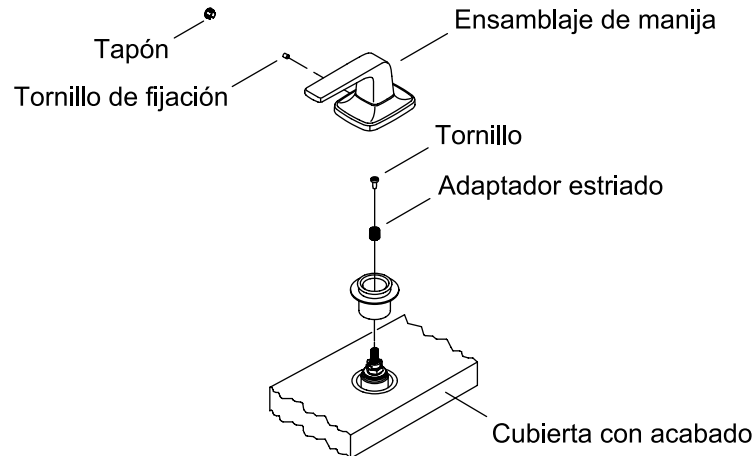 Ensamblaje de manija
Tapón
Tornillo de fijación
Tornillo
Adaptador estriado
Cubierta con acabado